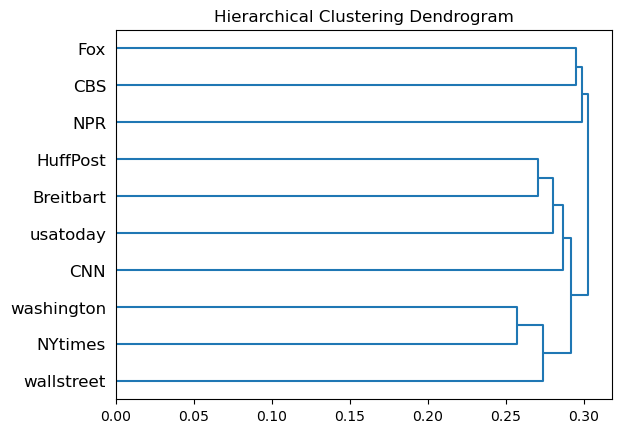 Hierarchical Clustering Dendrogram
Fox
CBS
NPR
HuffPost
Breitbart
usatoday
CNN
washington
NYtimes
wallstreet
0.00 0.05 0.10 0.15 0.20 0.25 0.30